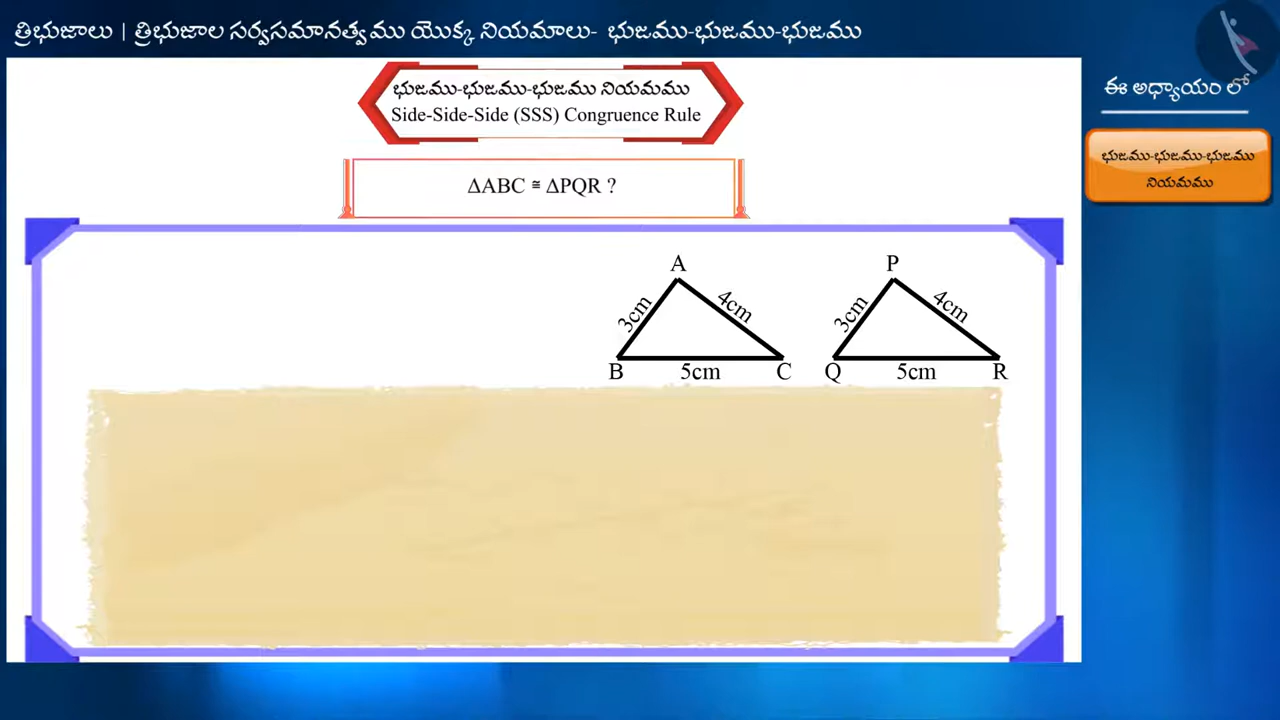 త్రిభుజాలు | త్రిభుజాల సర్వసమానత్వము యొక్క నియమాలు- భుజము-భుజము-భుజము
భుజము-భుజము-భుజము నియమము
Side-Side-Side (SSS) Congruence Rule
ΔABC ≅ ΔPQR ?
ఈ అధ్యాయం లో
భుజము-భుజము-భుజము
నియమము
A
3cm
4cm
B
5cm
C
P
3cm
4cm
Q
5cm
R